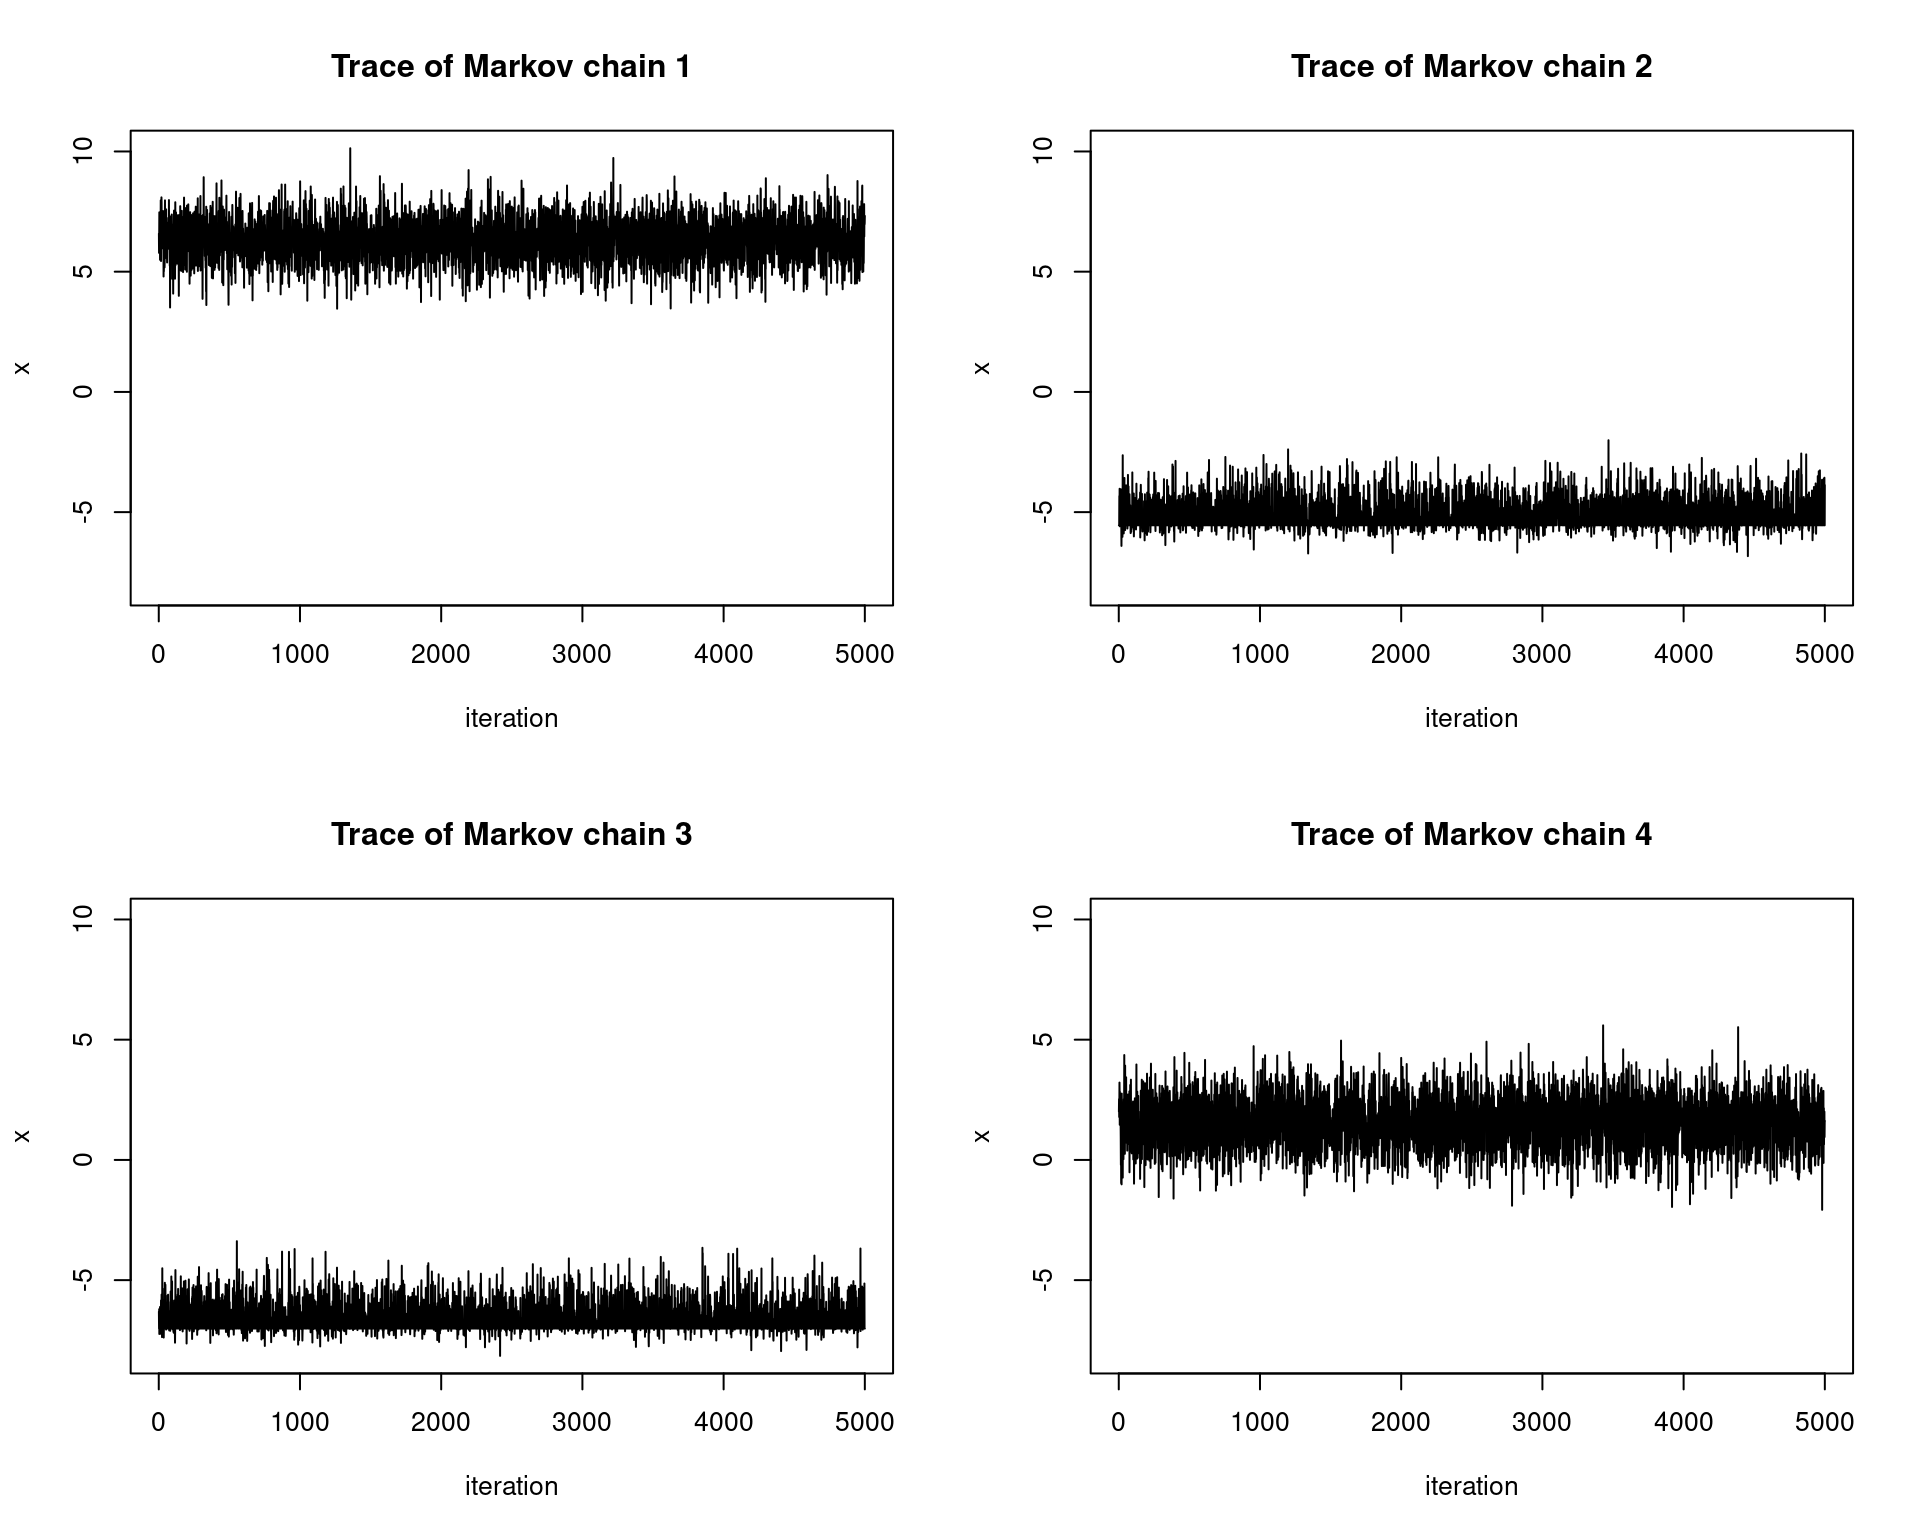 Trace of Markov chain 1
x
10
5
0
-5
0 1000 2000 3000 4000 5000
iteration
Trace of Markov chain 2
x
10
5
0
-5
0 1000 2000 3000 4000 5000
iteration
Trace of Markov chain 3
x
10
5
0
-5
0 1000 2000 3000 4000 5000
iteration
Trace of Markov chain 4
x
10
5
0
-5
0 1000 2000 3000 4000 5000
iteration